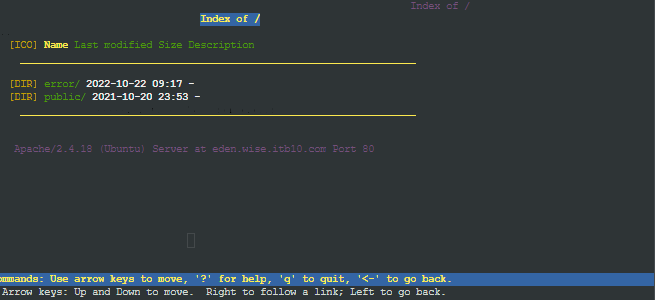 Index of /
Index of /
[ICO] Name Last modified Size Description
[DIR] error/ 2022-10-22 09:17 -
[DIR] public/ 2021-10-20 23:53 -
Apache/2.4.18 (Ubuntu) Server at eden.wise.itb10.com Port 80
ommands: Use arrow keys to move, '?' for help, 'q' to quit, '<-' to go back.
Arrow keys: Up and Down to move.  Right to follow a link; Left to go back.